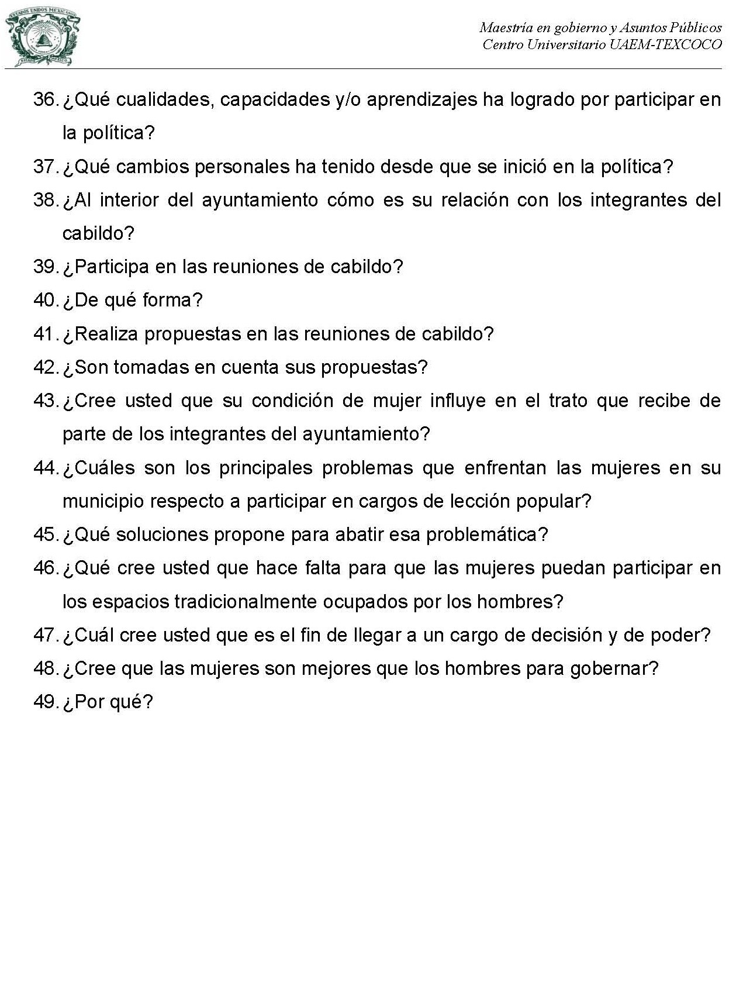 ESTADOS UNIDOS MEXICANOS
Maestría en gobierno y Asuntos Públicos
Centro Universitario UAEM-TEXCOCO
36. ¿Qué cualidades, capacidades y/o aprendizajes ha logrado por participar en
la política?
37. ¿Qué cambios personales ha tenido desde que se inició en la política?
38. ¿Al interior del ayuntamiento cómo es su relación con los integrantes del
cabildo?
39. ¿Participa en las reuniones de cabildo?
40. ¿De qué forma?
41. ¿Realiza propuestas en las reuniones de cabildo?
42. ¿Son tomadas en cuenta sus propuestas?
43. ¿Cree usted que su condición de mujer influye en el trato que recibe de
parte de los integrantes del ayuntamiento?
44. ¿Cuáles son los principales problemas que enfrentan las mujeres en su
municipio respecto a participar en cargos de lección popular?
45. ¿Qué soluciones propone para abatir esa problemática?
46. ¿Qué cree usted que hace falta para que las mujeres puedan participar en
los espacios tradicionalmente ocupados por los hombres?
47. ¿Cuál cree usted que es el fin de llegar a un cargo de decisión y de poder?
48. ¿Cree que las mujeres son mejores que los hombres para gobernar?
49. ¿Por qué?